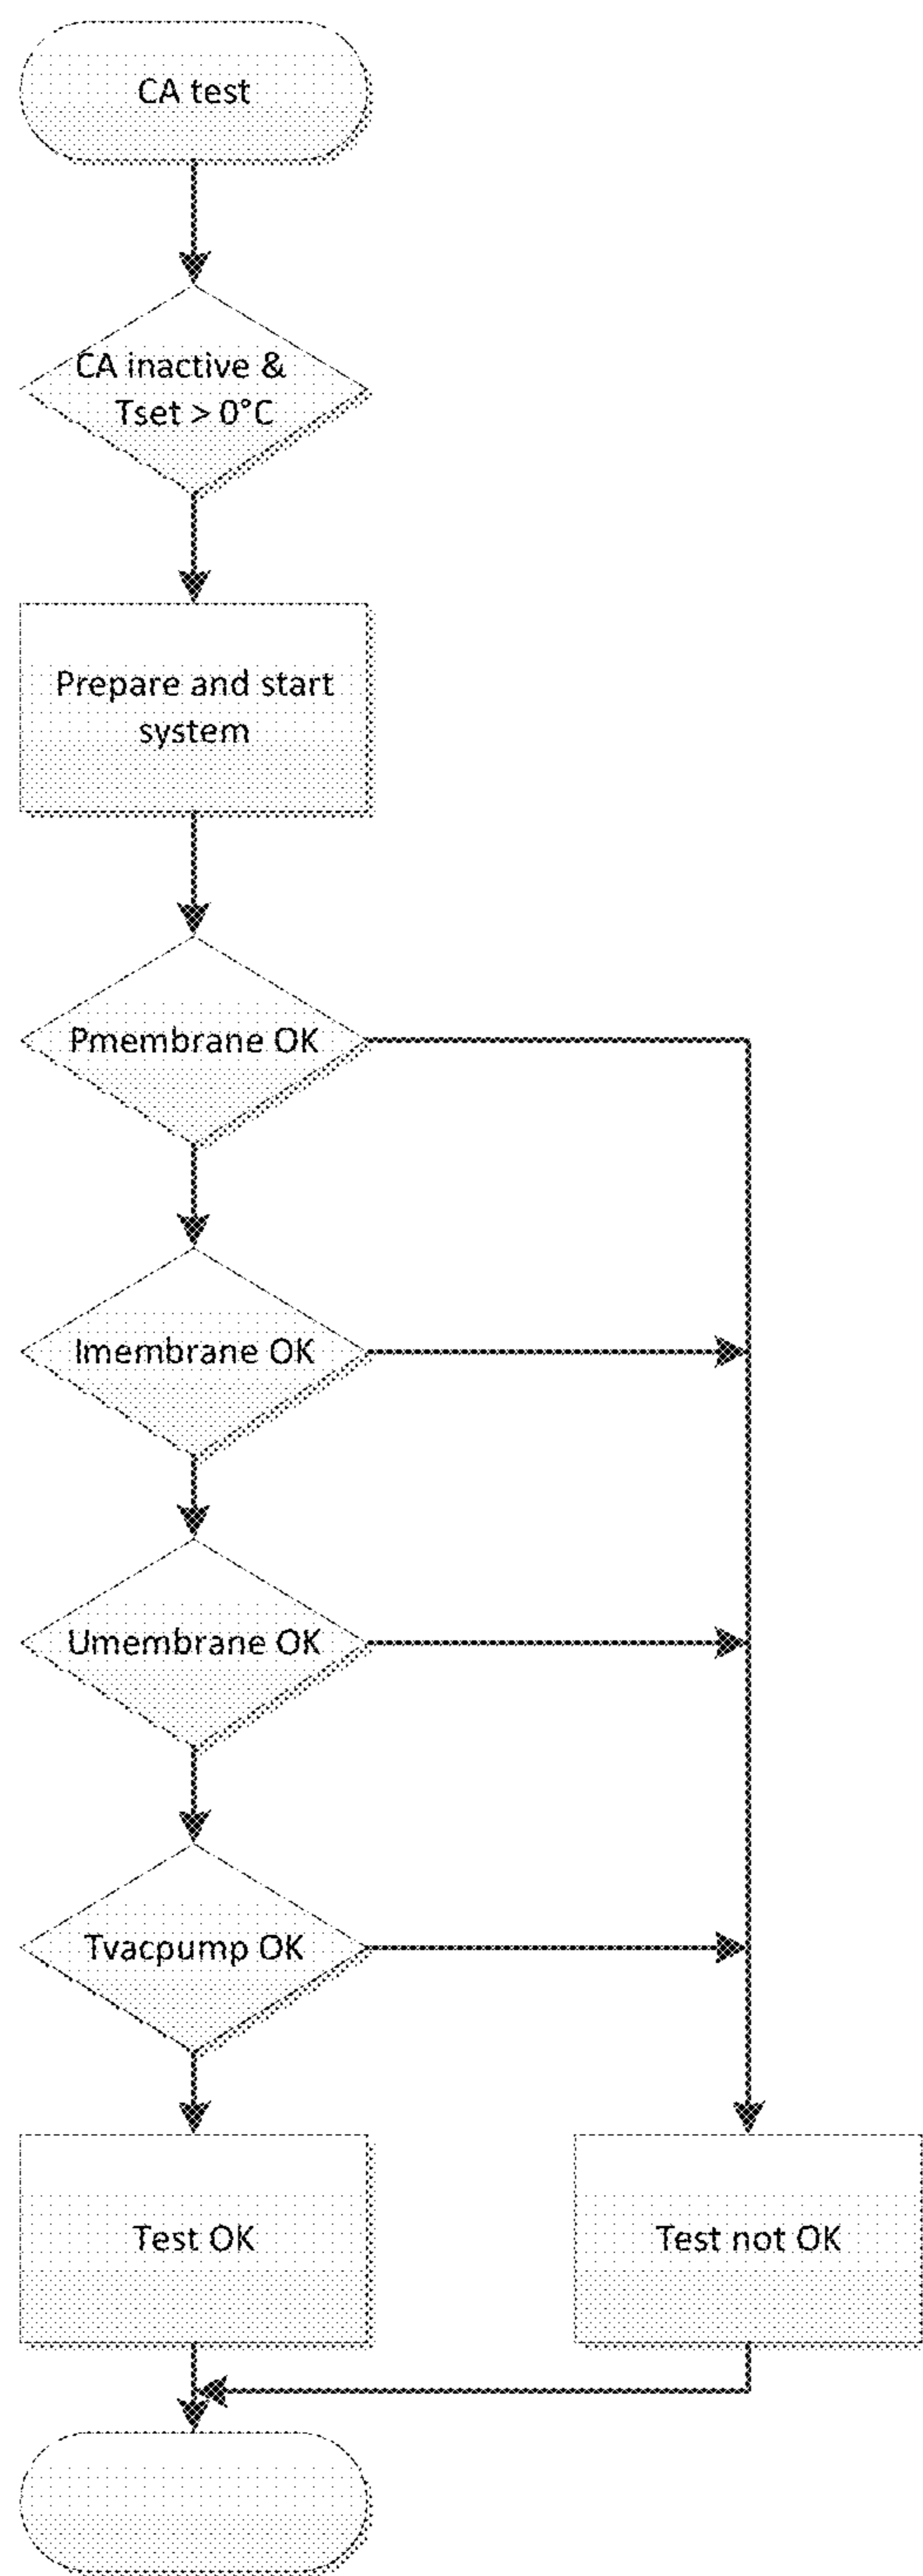 CA test
CA inactive &
Tset > 0°C
Prepare and start
system
Pmembrane OK
Imembrane OK
Umembrane OK
Tvacpump OK
Test OK
Test not OK